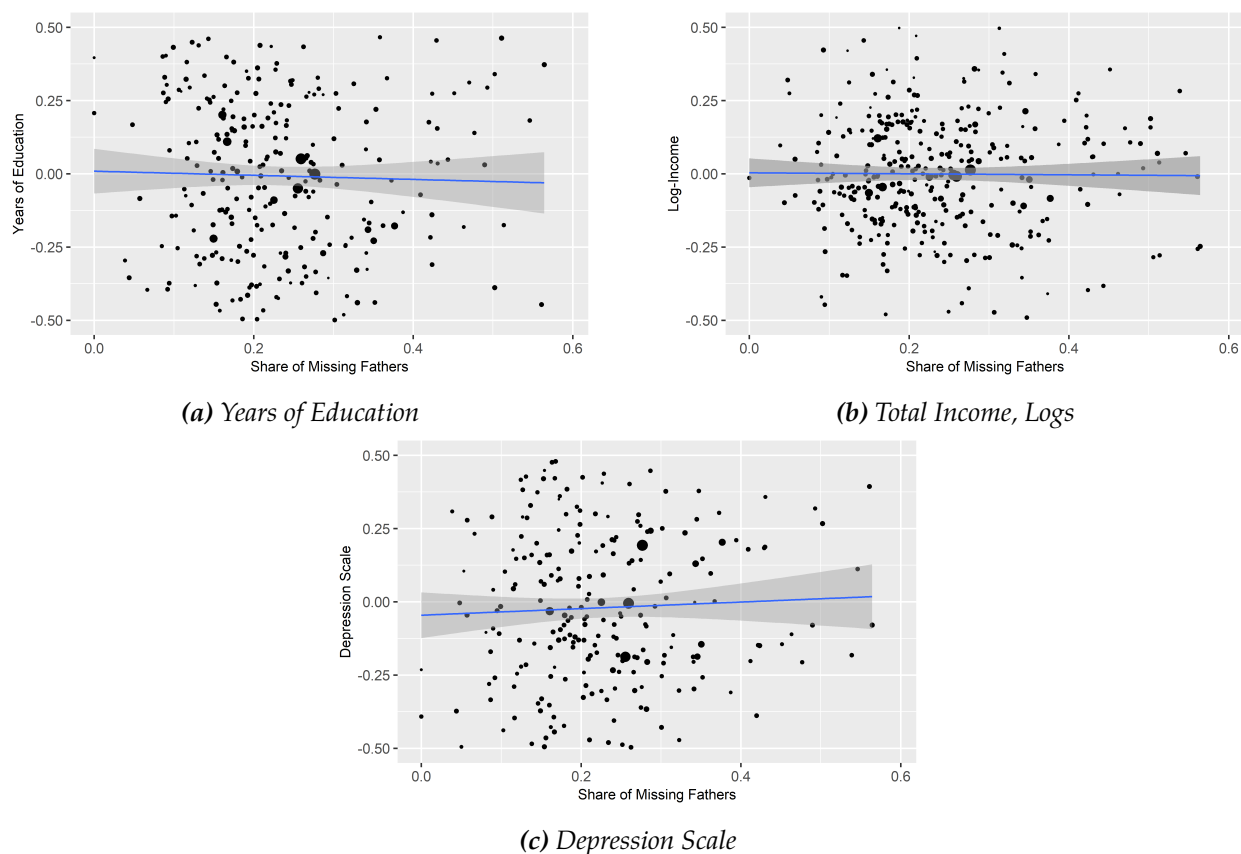 0.50
0.25
0.00
-0.25
-0.50
Years of Education
0.0 0.2 0.4 0.6
Share of Missing Fathers
(a) Years of Education
0.50
0.25
0.00
-0.25
-0.50
Log-Income
0.0 0.2 0.4 0.6
Share of Missing Fathers
(b) Total Income, Logs
0.50
0.25
0.00
-0.25
-0.50
Depression Scale
0.0 0.2 0.4 0.6
Share of Missing Fathers
(c) Depression Scale